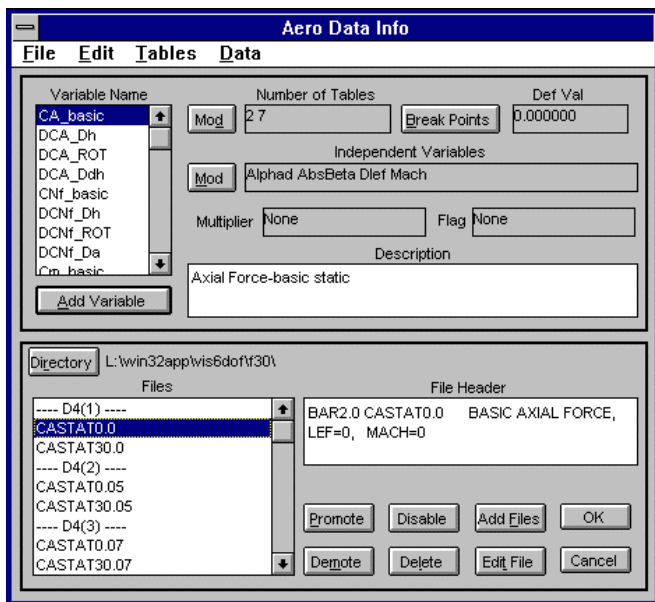 Aero Data Info
File Edit Tables Data
Variable Name
CA_basic
DCA_Dh
DCA_ROT
DCA_Ddh
CNf_basic
DCNf_Dh
DCNf_ROT
DCNf_Da
Cm_basic
Add Variable
Number of Tables
Mod 2 7 Break Points
Def Val
0.000000
Independent Variables
Mod Alphad AbsBeta Dlef Mach
Multiplier None Flag None
Description
Axial Force-basic static
Directory L:\win32app\vis6dof\f30\
Files
---- D4(1) ----
CASTAT0.0
CASTAT30.0
---- D4(2) ----
CASTAT0.05
CASTAT30.05
---- D4(3) ----
CASTAT0.07
CASTAT30.07
File Header
BAR2.0 CASTAT0.0 BASIC AXIAL FORCE,
LEF=0, MACH=0
Promote Disable Add Files OK
Demote Delete Edit File Cancel